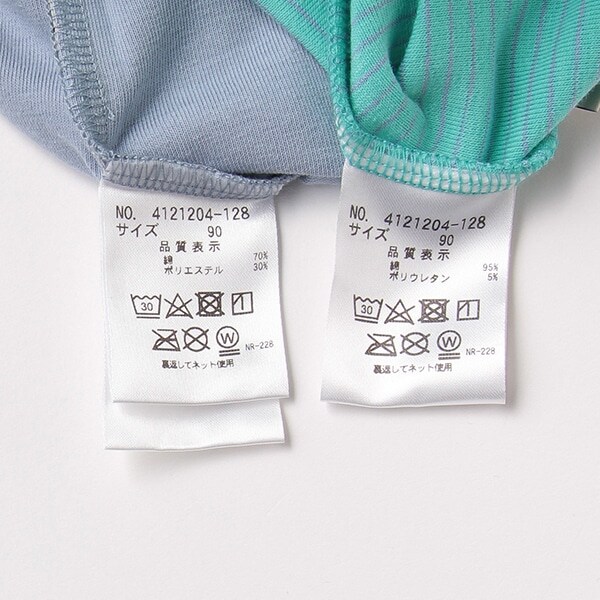 NO. 4121204-128
サイズ 90
品質表示
綿 70%
ポリエステル 30%
30
W
NR-228
裏返してネット使用
NO. 4121204-128
サイズ 90
品質表示
綿 95%
ポリウレタン 5%
30
W
NR-228
裏返してネット使用